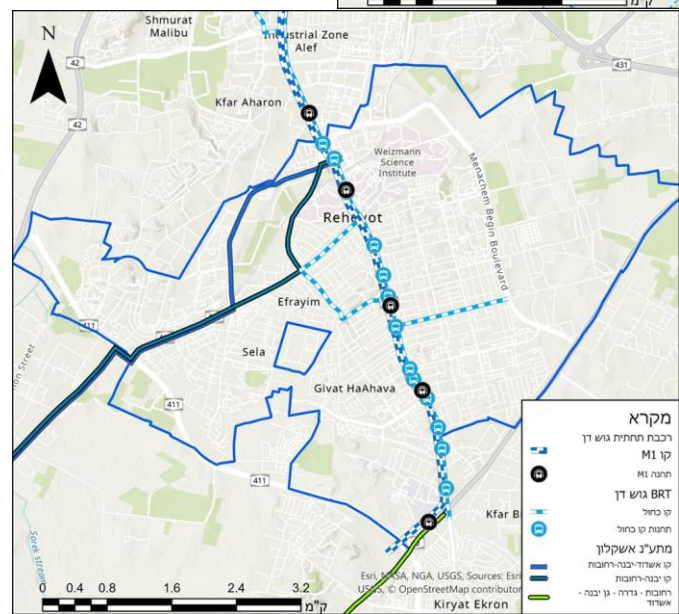 ק"מ
Shmurat
Malibu
Industrial Zone
Alef
N
42
431
Kfar Aharon
42
Weizmann
Science
Institute
Menachem Begin Boulevard
Rehovot
Efrayim
411
Sela
411
Givat HaAhava
411
Kfar B
Sorek stream
Kiryat Ekron
Esri, NASA, NGA, USGS, Sources: Esri
USGS, © OpenStreetMap contributor
0 0.4 0.8 1.6 2.4 3.2
ק"מ
מקרא
רכבת תחתית גוש דן
קו M1
תחנה M1
BRT גוש דן
קו כחול
תחנות קו כחול
מתע"נ אשקלון
קו אשדוד-יבנה-רחובות
קו יבנה-רחובות
רחובות - גדרה - גן יבנה -
אשדוד